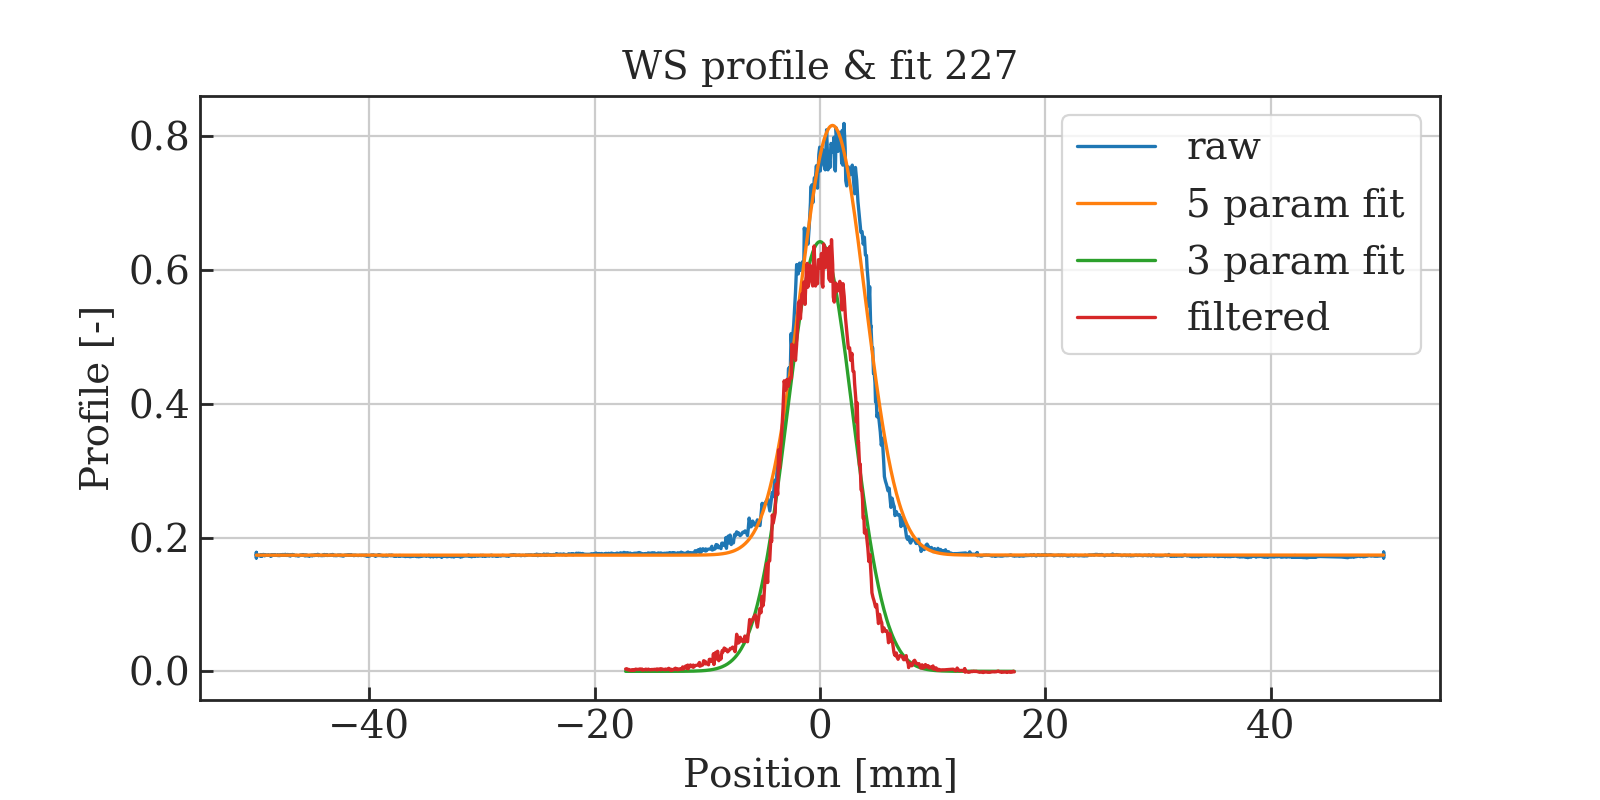 WS profile & fit 227
raw
5 param fit
3 param fit
filtered
0.8
0.6
0.4
0.2
0.0
Profile [-]
−40 −20 0 20 40
Position [mm]